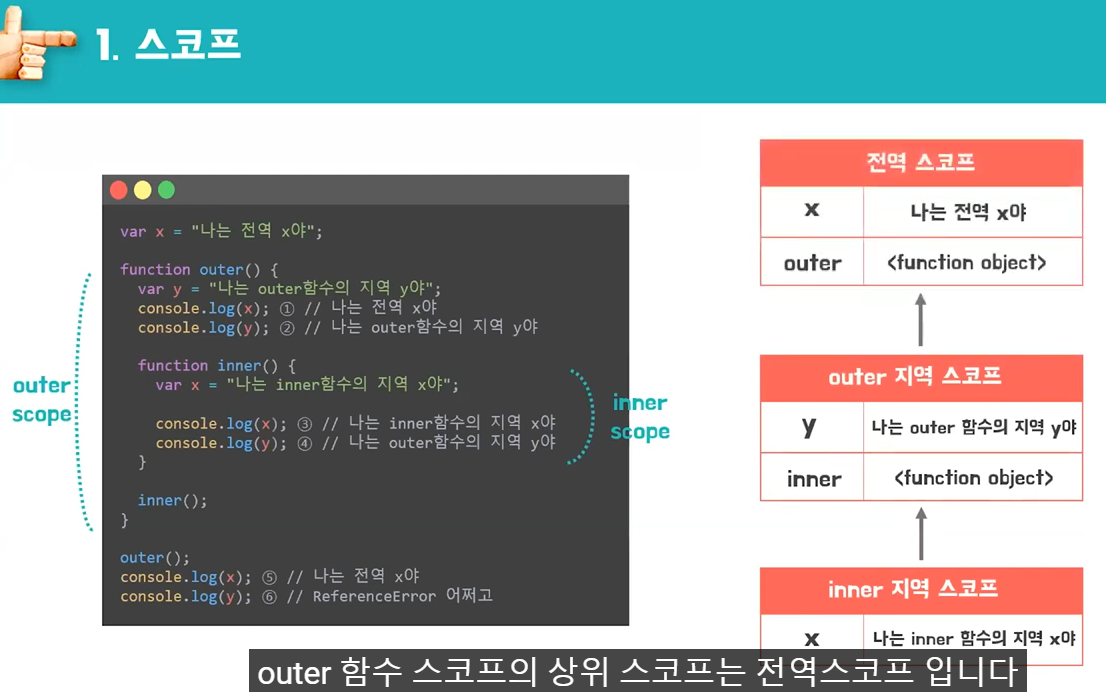 1. 스코프
var x = "나는 전역 x야";
function outer() {
var y = "나는 outer함수의 지역 y야";
console.log(x); ① // 나는 전역 x야
console.log(y); ② // 나는 outer함수의 지역 y야
function inner() {
var x = "나는 inner함수의 지역 x야";
console.log(x); ③ // 나는 inner함수의 지역 x야
console.log(y); ④ // 나는 outer함수의 지역 y야
}
inner();
}
outer();
console.log(x); ⑤ // 나는 전역 x야
console.log(y); ⑥ // ReferenceError 어쩌고
outer
scope
inner
scope
전역 스코프
x 나는 전역 x야
outer <function object>
outer 지역 스코프
y 나는 outer 함수의 지역 y야
inner <function object>
inner 지역 스코프
x 나는 inner 함수의 지역 x야
outer 함수 스코프의 상위 스코프는 전역스코프 입니다